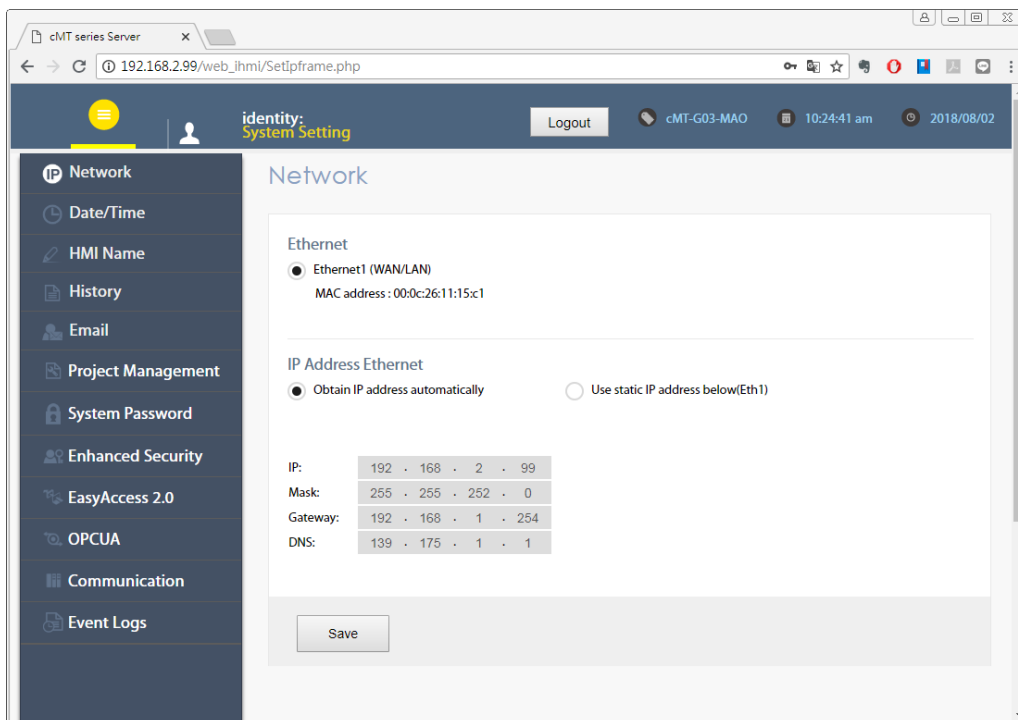 cMT series Server
192.168.2.99/web_ihmi/SetIpframe.php
identity:
System Setting
Logout
cMT-G03-MAO
10:24:41 am
2018/08/02
Network
Date/Time
HMI Name
History
Email
Project Management
System Password
Enhanced Security
EasyAccess 2.0
OPCUA
Communication
Event Logs
Network
Ethernet
Ethernet1 (WAN/LAN)
MAC address : 00:0c:26:11:15:c1
IP Address Ethernet
Obtain IP address automatically
Use static IP address below(Eth1)
IP: 192 . 168 . 2 . 99
Mask: 255 . 255 . 252 . 0
Gateway: 192 . 168 . 1 . 254
DNS: 139 . 175 . 1 . 1
Save